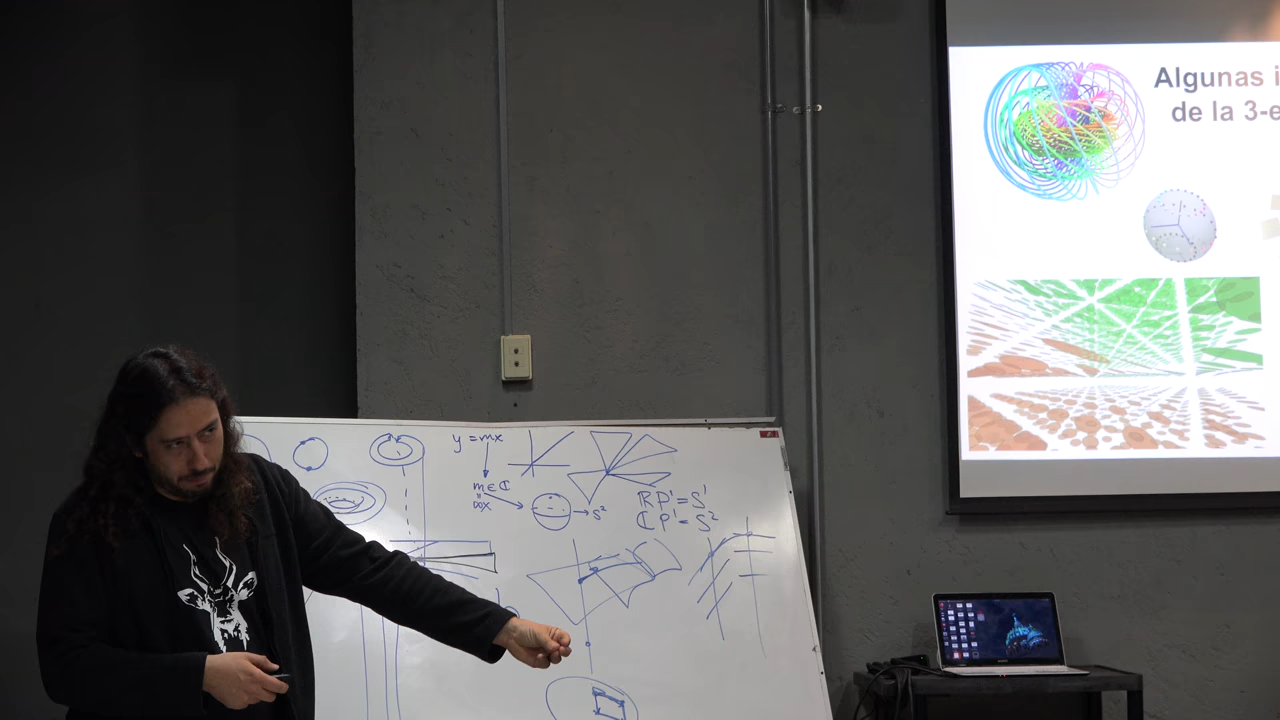 y = mx
m ∈ ℂ
→ S²
ℝP¹ = S¹
ℂP¹ = S²
Algunas i
de la 3-e